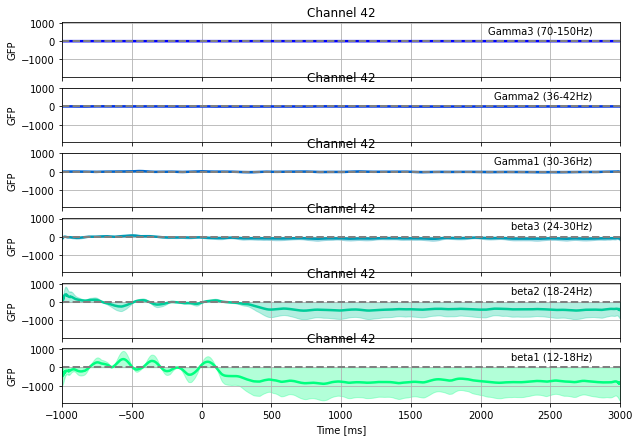 Channel 42
1000
0
−1000
GFP
Gamma3 (70-150Hz)
Channel 42
1000
0
−1000
GFP
Gamma2 (36-42Hz)
Channel 42
1000
0
−1000
GFP
Gamma1 (30-36Hz)
Channel 42
1000
0
−1000
GFP
beta3 (24-30Hz)
Channel 42
1000
0
−1000
GFP
beta2 (18-24Hz)
Channel 42
1000
0
−1000
GFP
beta1 (12-18Hz)
−1000 −500 0 500 1000 1500 2000 2500 3000
Time [ms]